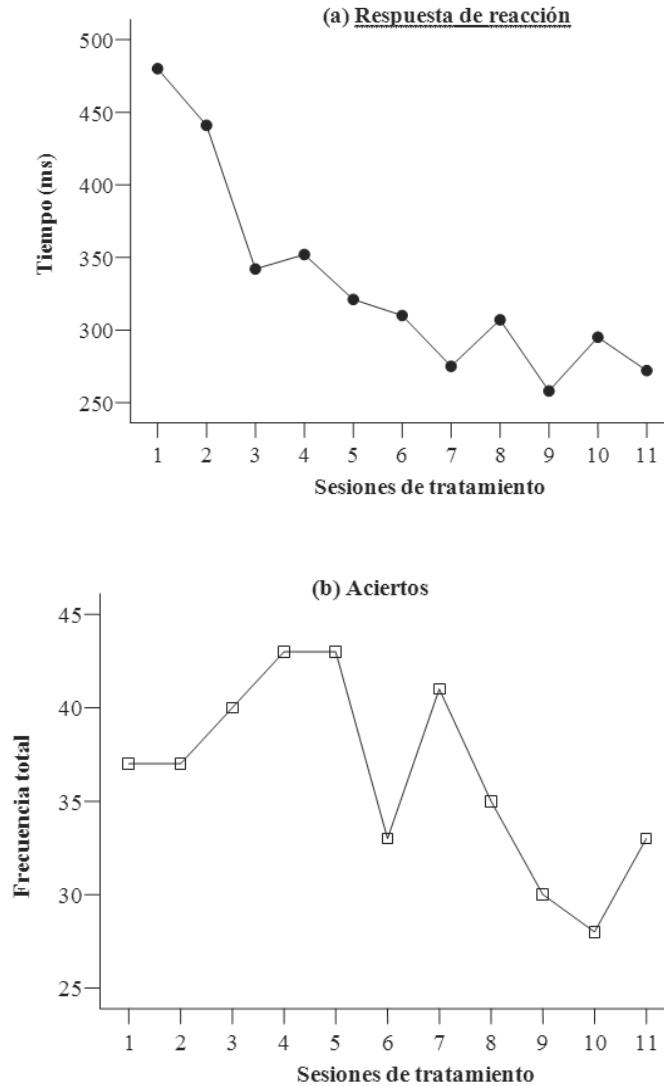 (a) Respuesta de reacción
500
450
400
350
300
250
Tiempo (ms)
1 2 3 4 5 6 7 8 9 10 11
Sesiones de tratamiento
(b) Aciertos
45
40
35
30
25
Frecuencia total
1 2 3 4 5 6 7 8 9 10 11
Sesiones de tratamiento